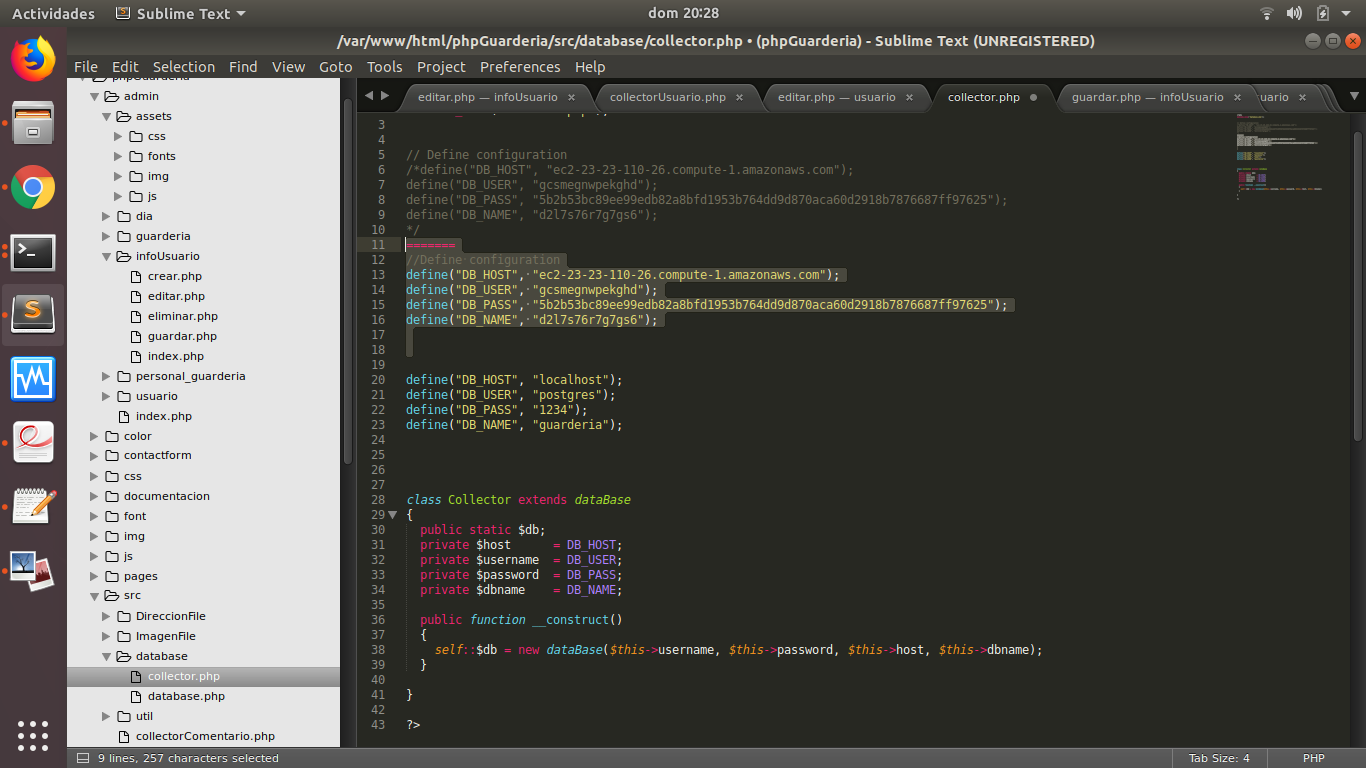 Actividades Sublime Text dom 20:28
/var/www/html/phpGuarderia/src/database/collector.php • (phpGuarderia) - Sublime Text (UNREGISTERED)
File Edit Selection Find View Goto Tools Project Preferences Help
phpGuarderia
admin
assets
css
fonts
img
js
dia
guarderia
infoUsuario
crear.php
editar.php
eliminar.php
guardar.php
index.php
personal_guarderia
usuario
index.php
color
contactform
css
documentacion
font
img
js
pages
src
DireccionFile
ImagenFile
database
collector.php
database.php
util
collectorComentario.php
editar.php — infoUsuario × collectorUsuario.php × editar.php — usuario × collector.php guardar.php — infoUsuario × uario ×
3
4
5 // Define configuration
6 /*define("DB_HOST", "ec2-23-23-110-26.compute-1.amazonaws.com");
7 define("DB_USER", "gcsmegnwpekghd");
8 define("DB_PASS", "5b2b53bc89ee99edb82a8bfd1953b764dd9d870aca60d2918b7876687ff97625");
9 define("DB_NAME", "d2l7s76r7g7gs6");
10 */
11 =======
12 //Define configuration
13 define("DB_HOST", "ec2-23-23-110-26.compute-1.amazonaws.com");
14 define("DB_USER", "gcsmegnwpekghd");
15 define("DB_PASS", "5b2b53bc89ee99edb82a8bfd1953b764dd9d870aca60d2918b7876687ff97625");
16 define("DB_NAME", "d2l7s76r7g7gs6");
17
18
19
20 define("DB_HOST", "localhost");
21 define("DB_USER", "postgres");
22 define("DB_PASS", "1234");
23 define("DB_NAME", "guarderia");
24
25
26
27
28 class Collector extends dataBase
29 {
30 public static $db;
31 private $host = DB_HOST;
32 private $username = DB_USER;
33 private $password = DB_PASS;
34 private $dbname = DB_NAME;
35
36 public function __construct()
37 {
38 self::$db = new dataBase($this->username, $this->password, $this->host, $this->dbname);
39 }
40
41 }
42
43 ?>
9 lines, 257 characters selected Tab Size: 4 PHP